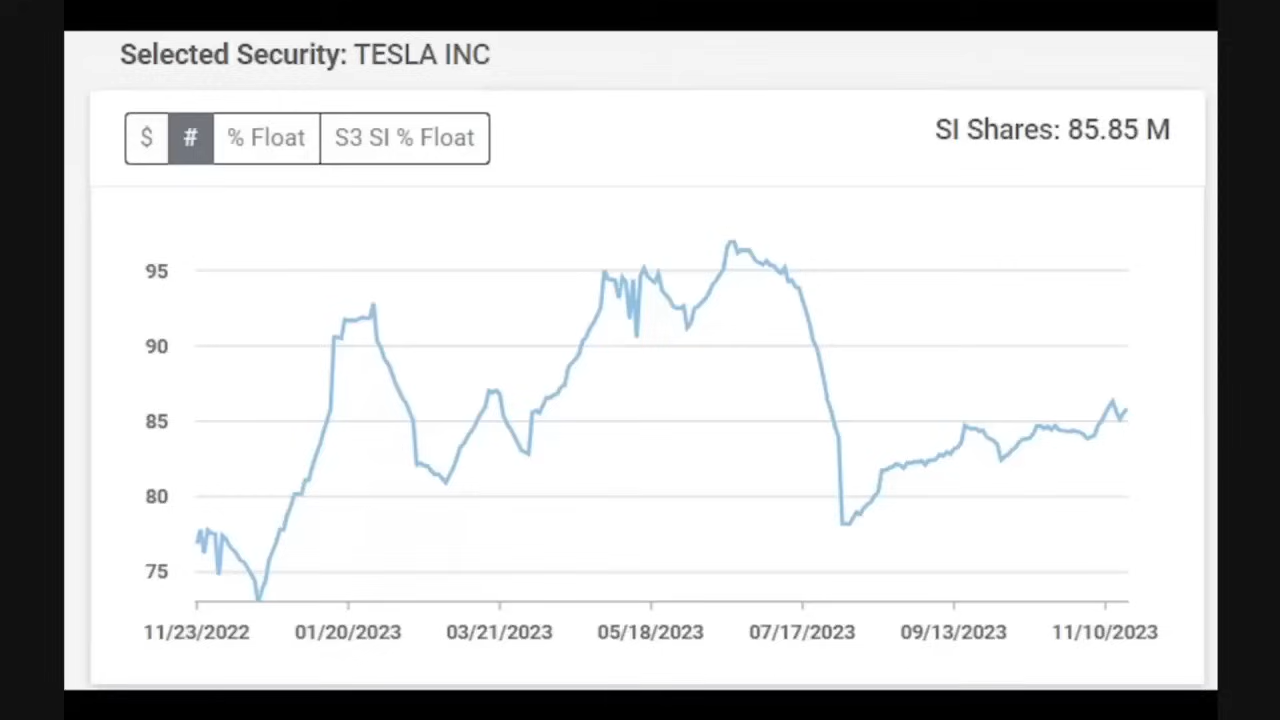 Selected Security: TESLA INC
$ # % Float S3 SI % Float
SI Shares: 85.85 M
95
90
85
80
75
11/23/2022 01/20/2023 03/21/2023 05/18/2023 07/17/2023 09/13/2023 11/10/2023